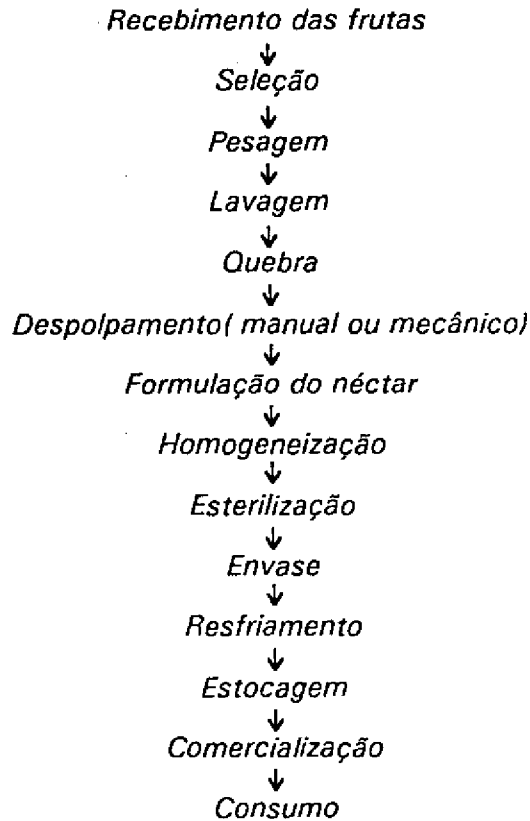 Recebimento das frutas
↓
Seleção
↓
Pesagem
↓
Lavagem
↓
Quebra
↓
Despolpamento( manual ou mecânico)
↓
Formulação do néctar
↓
Homogeneização
↓
Esterilização
↓
Envase
↓
Resfriamento
↓
Estocagem
↓
Comercialização
↓
Consumo